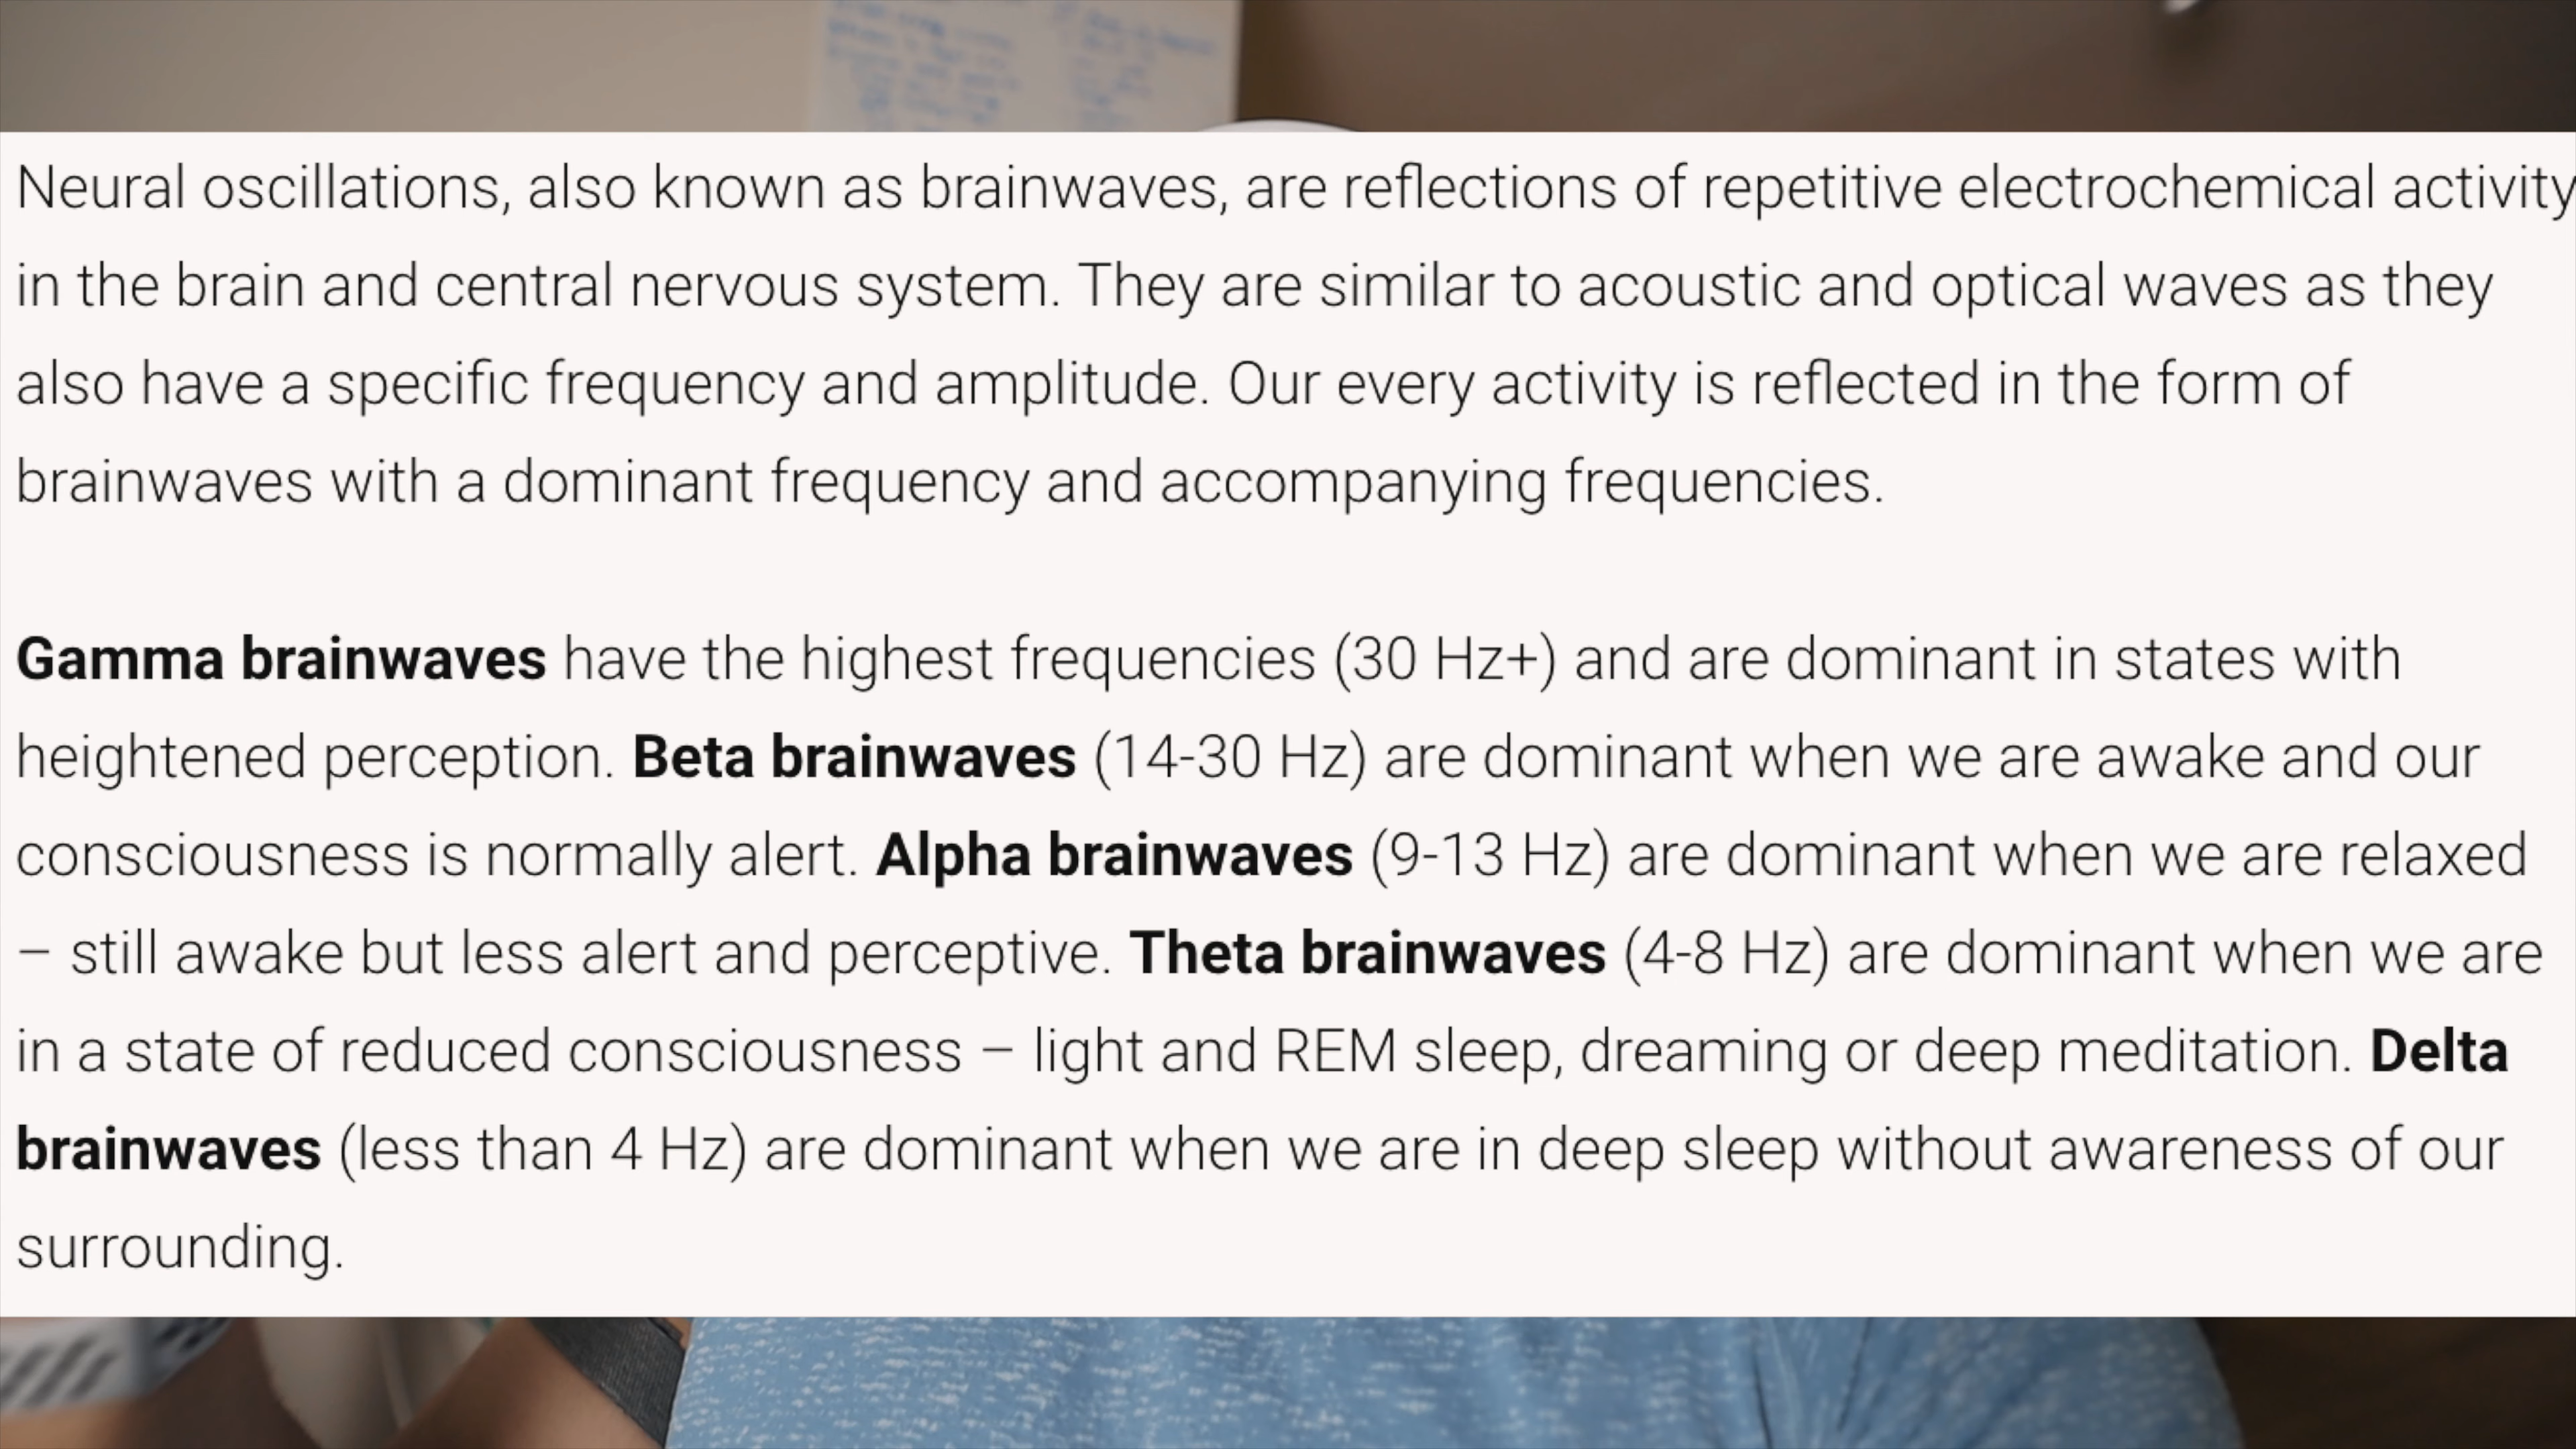 Neural oscillations, also known as brainwaves, are reflections of repetitive electrochemical activity
in the brain and central nervous system. They are similar to acoustic and optical waves as they
also have a specific frequency and amplitude. Our every activity is reflected in the form of
brainwaves with a dominant frequency and accompanying frequencies.
Gamma brainwaves have the highest frequencies (30 Hz+) and are dominant in states with
heightened perception. Beta brainwaves (14-30 Hz) are dominant when we are awake and our
consciousness is normally alert. Alpha brainwaves (9-13 Hz) are dominant when we are relaxed
– still awake but less alert and perceptive. Theta brainwaves (4-8 Hz) are dominant when we are
in a state of reduced consciousness – light and REM sleep, dreaming or deep meditation. Delta
brainwaves (less than 4 Hz) are dominant when we are in deep sleep without awareness of our
surrounding.